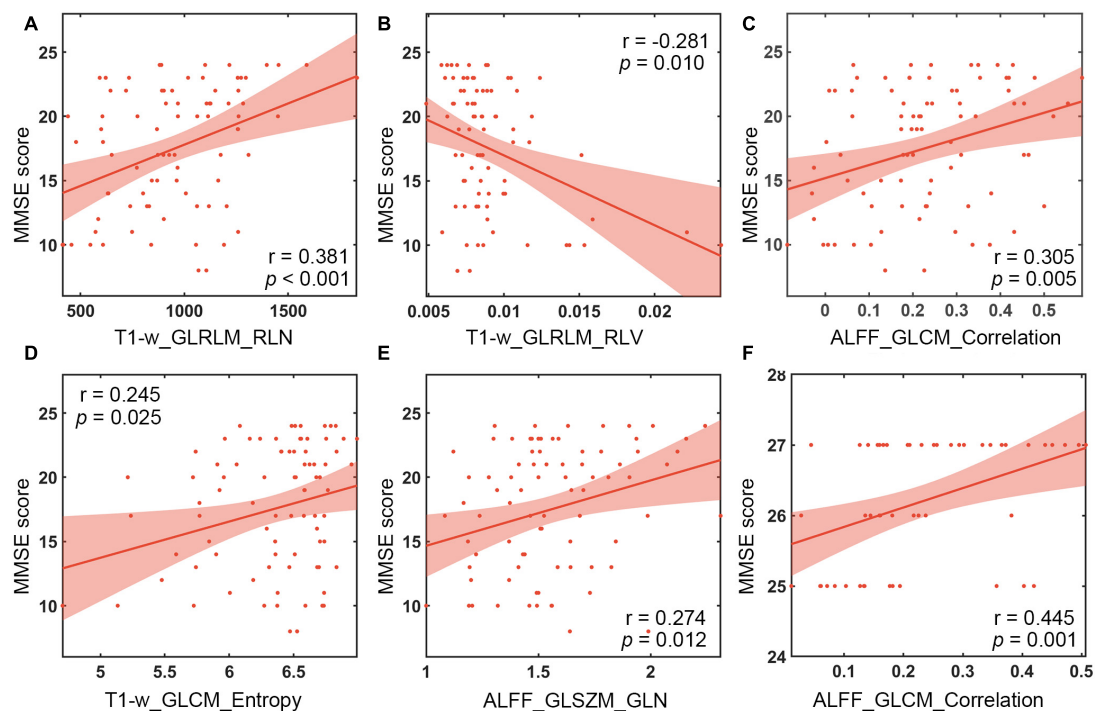 A
MMSE score
25
20
15
10
r = 0.381
p < 0.001
500
1000
1500
T1-w_GLRLM_RLN
B
MMSE score
25
20
15
10
r = -0.281
p = 0.010
0.005
0.01
0.015
0.02
T1-w_GLRLM_RLV
C
MMSE score
25
20
15
10
r = 0.305
p = 0.005
0
0.1
0.2
0.3
0.4
0.5
ALFF_GLCM_Correlation
D
MMSE score
25
20
15
10
r = 0.245
p = 0.025
5
5.5
6
6.5
T1-w_GLCM_Entropy
E
MMSE score
25
20
15
10
r = 0.274
p = 0.012
1
1.5
2
ALFF_GLSZM_GLN
F
MMSE score
28
27
26
25
24
r = 0.445
p = 0.001
0.1
0.2
0.3
0.4
0.5
ALFF_GLCM_Correlation